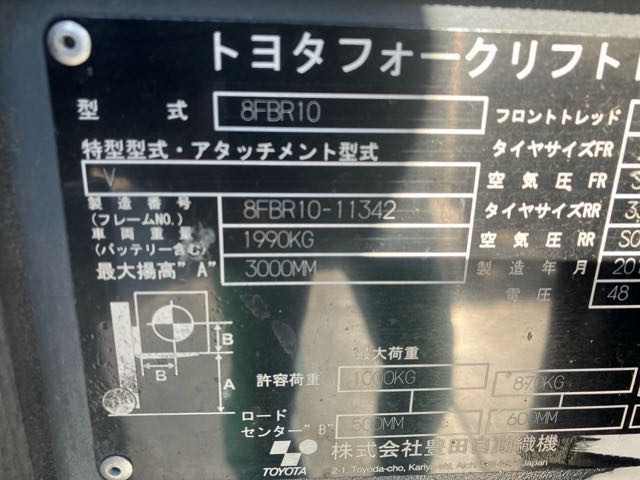 トヨタフォークリフト
型式 8FBR10 フロントトレッド
特型型式・アタッチメント型式 タイヤサイズFR
V 空気圧 FR
製造番号 (フレームNO.) 8FBR10-11342 タイヤサイズRR
車両重量 (バッテリー含む) 1990KG 空気圧 RR
最大揚高"A" 3000MM 製造年月 201
電圧 48
B
B
A
最大荷重
許容荷重 1000KG 870KG
ロードセンター"B" 500MM 600MM
株式会社豊田自動織機
TOYOTA 2-1, Toyoda-cho, Japan